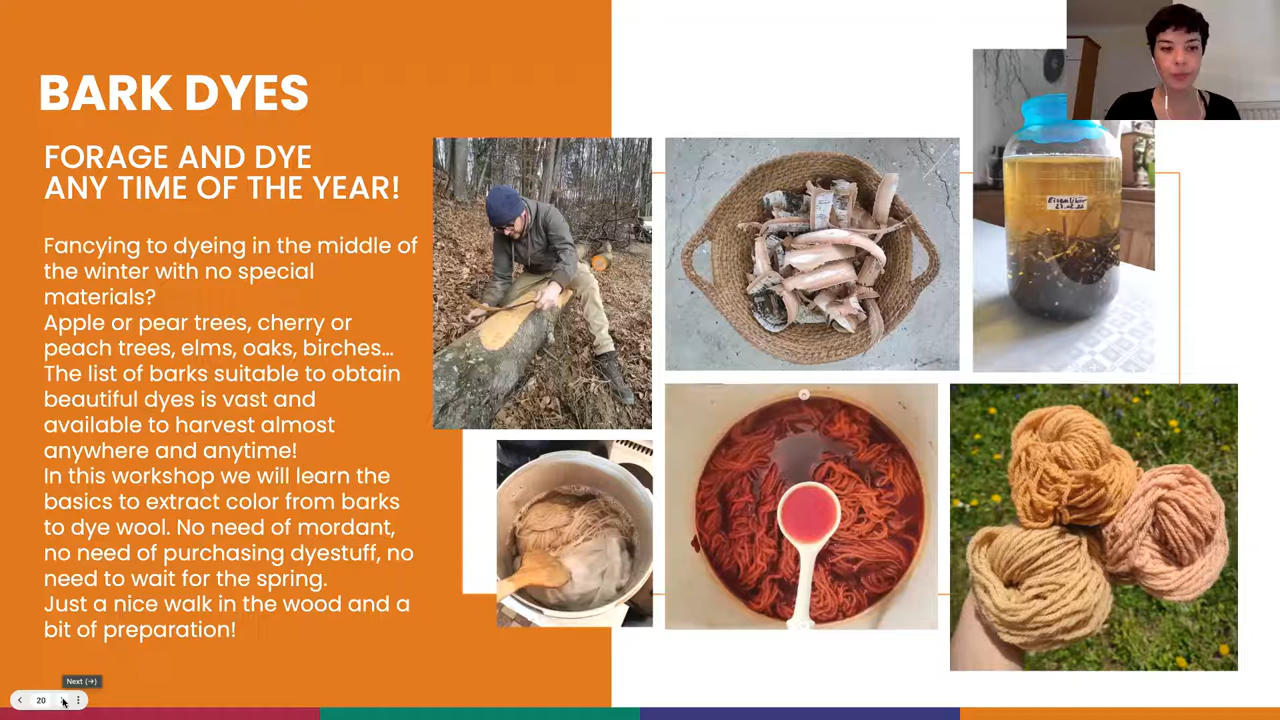 BARK DYES
FORAGE AND DYE
ANY TIME OF THE YEAR!
Fancying to dyeing in the middle of
the winter with no special
materials?
Apple or pear trees, cherry or
peach trees, elms, oaks, birches...
The list of barks suitable to obtain
beautiful dyes is vast and
available to harvest almost
anywhere and anytime!
In this workshop we will learn the
basics to extract color from barks
to dye wool. No need of mordant,
no need of purchasing dyestuff, no
need to wait for the spring.
Just a nice walk in the wood and a
bit of preparation!
Next (→)
20